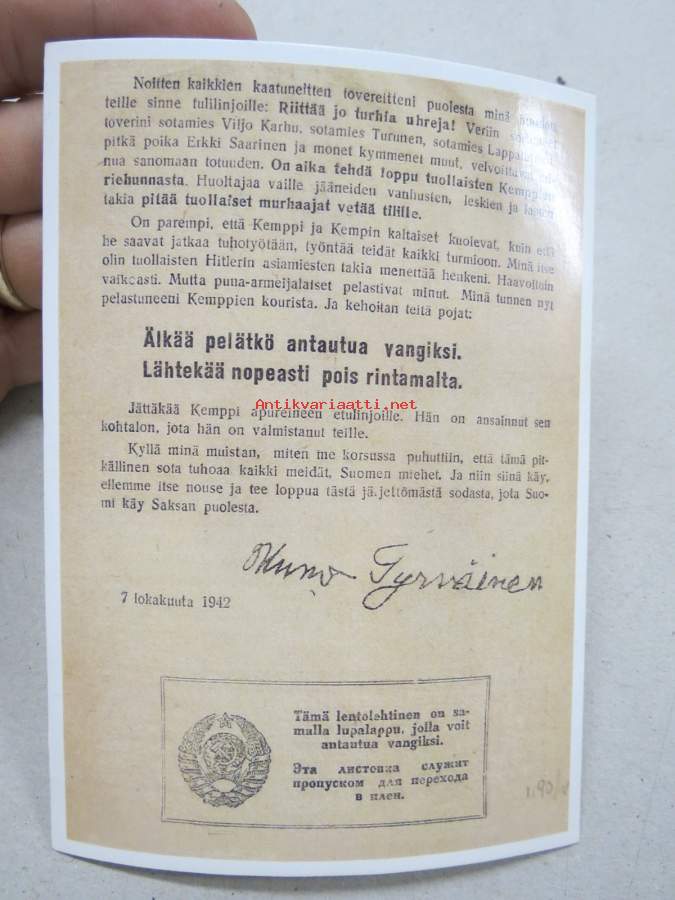 Noitten kaikkien kaatuneitten tovereitteni puolesta minä
teille sinne tulilinjoille: Riittää jo turhia uhreja! Veriin
toverini sotamies Viljo Karhu, sotamies Turunen, sotamies
pitkä poika Erkki Saarinen ja monet kymmenet muut, velvoittavat
nua sanomaan totuuden. On aika tehdä loppu tuollaisten Kemppien
riehunnasta. Huoltajaa vaille jääneiden vanhusten, leskien ja lasten
takia pitää tuollaiset murhaajat vetää tilille.
On parempi, että Kemppi ja Kempin kaltaiset kuolevat, kuin että
he saavat jatkaa tuhotyötään, työntää teidät kaikki turmioon. Minä itse
olin tuollaisten Hitlerin asiamiesten takia menettää henkeni. Haavoituin
vaikeasti. Mutta puna-armeijalaiset pelastivat minut. Minä tunnen nyt
pelastuneeni Kemppien kourista. Ja kehoitan teitä pojat:
Älkää pelätkö antautua vangiksi.
Lähtekää nopeasti pois rintamalta.
Antikvariaatti.net
Jättäkää Kemppi apureineen etulinjoille. Hän on ansainnut sen
kohtalon, jota hän on valmistanut teille.
Kyllä minä muistan, miten me korsussa puhuttiin, että tämä pit-
källinen sota tuhoaa kaikki meidät, Suomen miehet. Ja niin siinä käy,
ellemme itse nouse ja tee loppua tästä järjettömästä sodasta, jota Suo-
mi käy Saksan puolesta.
Tyrväinen
7 lokakuuta 1942
Tämä lentolehtinen on sa-
malla lupalappu, jolla voit
antautua vangiksi.
Эта листовка служит
пропуском для перехода
в плен.